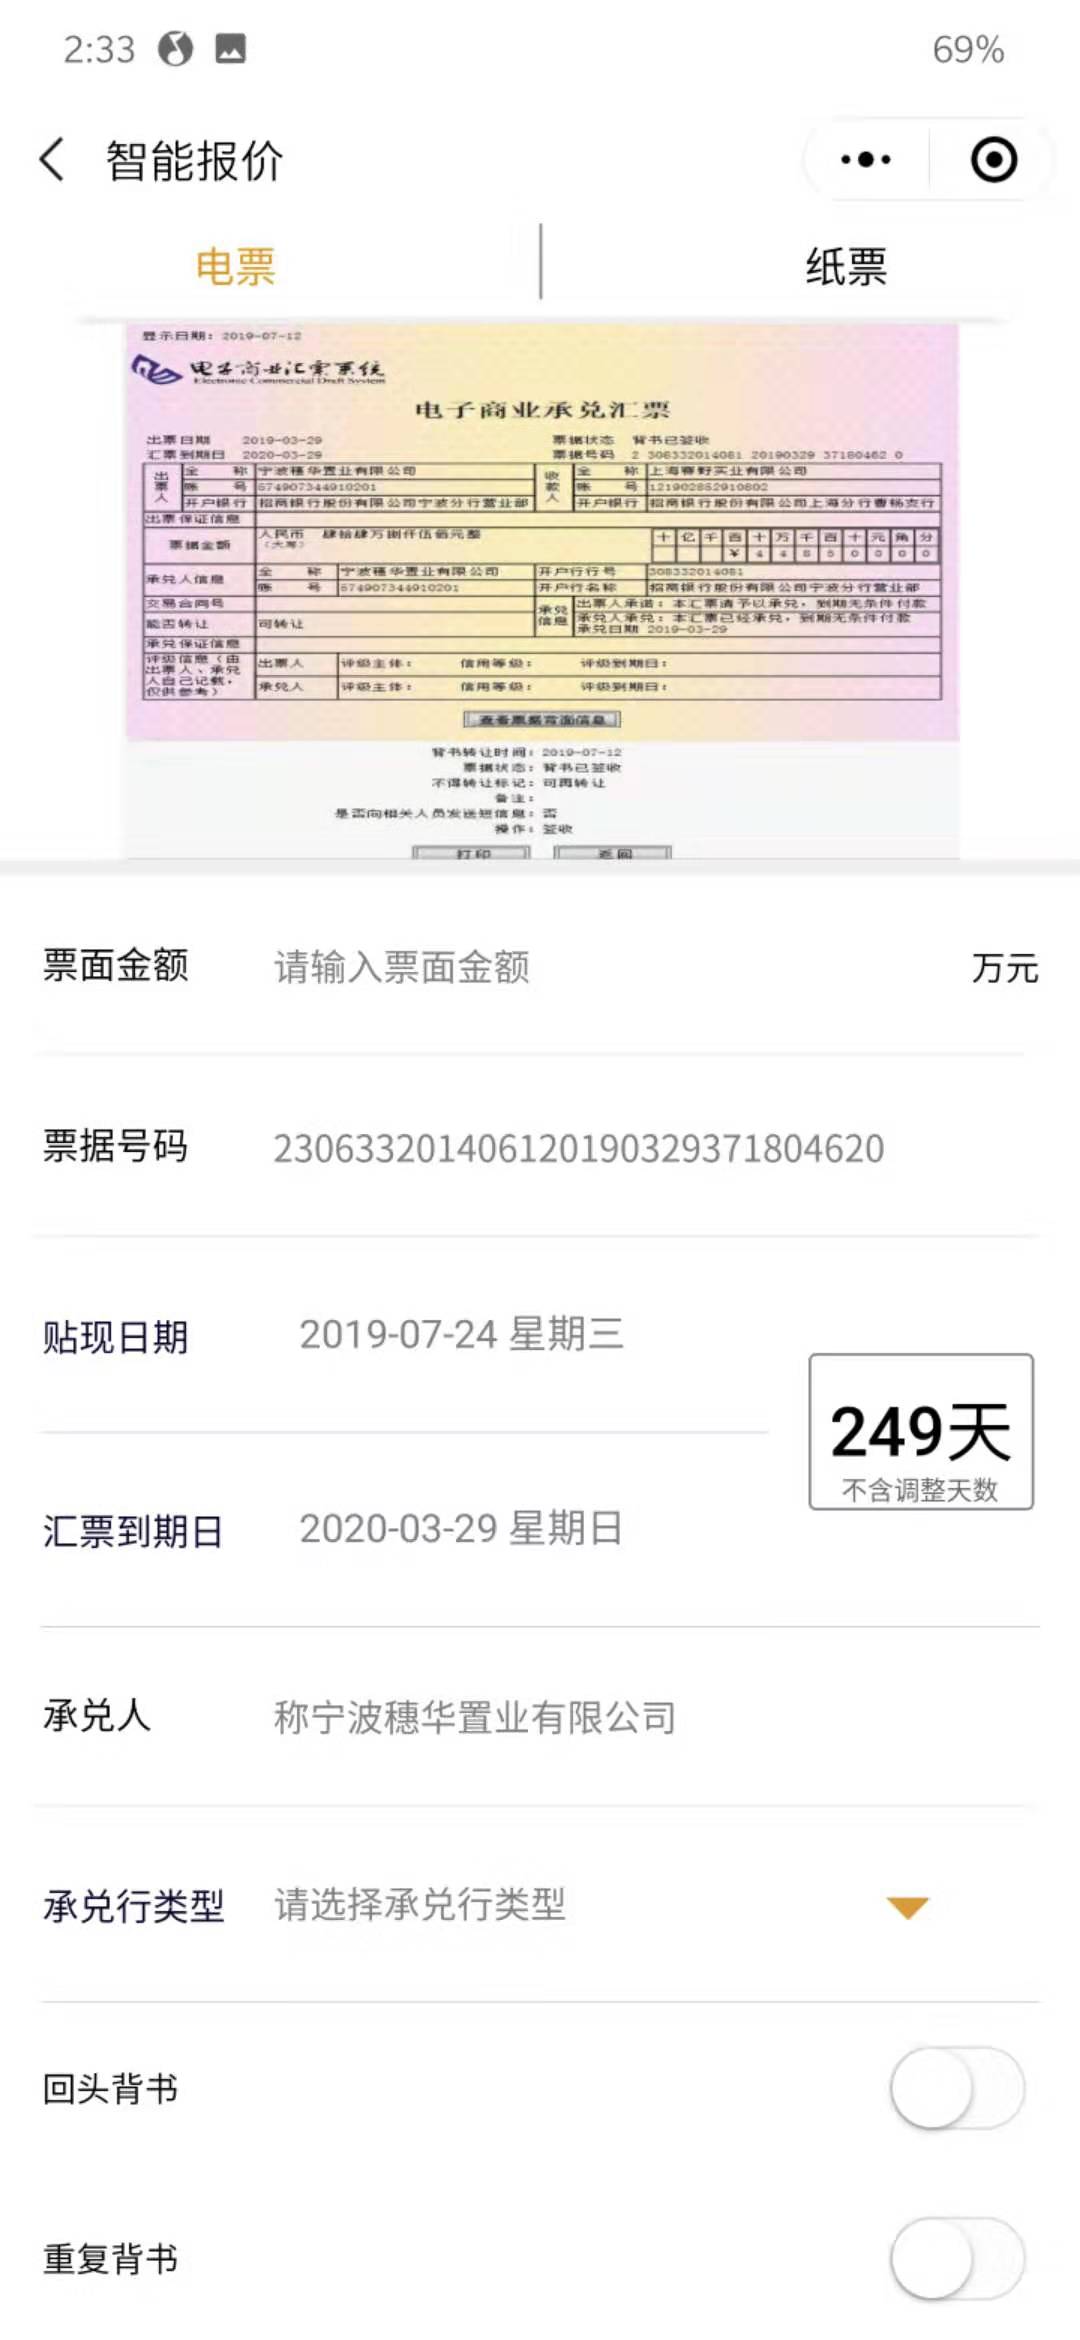 2:33
69%
智能报价
电票
纸票
显示日期：2019-07-12
电子商业汇票系统
Electronic Commercial Draft System
电子商业承兑汇票
出票日期 2019-03-29 票据状态 背书已签收
汇票到期日 2020-03-29 票据号码 2 308332014081 20190329 37180462 0
出票人 全称 宁波穗华置业有限公司 收款人 全称 上海赛野实业有限公司
账号 574907344910201 账号 121902852910802
开户银行 招商银行股份有限公司宁波分行营业部 开户银行 招商银行股份有限公司上海分行曹杨支行
出票保证信息
票据金额 人民币（大写） 肆拾肆万捌仟伍佰元整 十 亿 千 百 十 万 千 百 十 元 角 分
¥ 4 4 8 5 0 0 0 0
承兑人信息 全称 宁波穗华置业有限公司 开户行行号 308332014081
账号 574907344910201 开户行名称 招商银行股份有限公司宁波分行营业部
交易合同号 承兑信息 出票人承诺：本汇票请予以承兑，到期无条件付款
能否转让 可转让 承兑人承兑：本汇票已经承兑，到期无条件付款
承兑日期 2019-03-29
承兑保证信息
评级信息（由出票人、承兑人自己记载，仅供参考） 出票人 评级主体： 信用等级： 评级到期日：
承兑人 评级主体： 信用等级： 评级到期日：
查看票据背面信息
背书转让时间：2019-07-12
票据状态：背书已签收
不得转让标记：可再转让
备注：
是否向相关人员发送短信息：否
操作：签收
打印 返回
票面金额 请输入票面金额 万元
票据号码 230633201406120190329371804620
贴现日期 2019-07-24 星期三
249天
不含调整天数
汇票到期日 2020-03-29 星期日
承兑人 称宁波穗华置业有限公司
承兑行类型 请选择承兑行类型
回头背书
重复背书